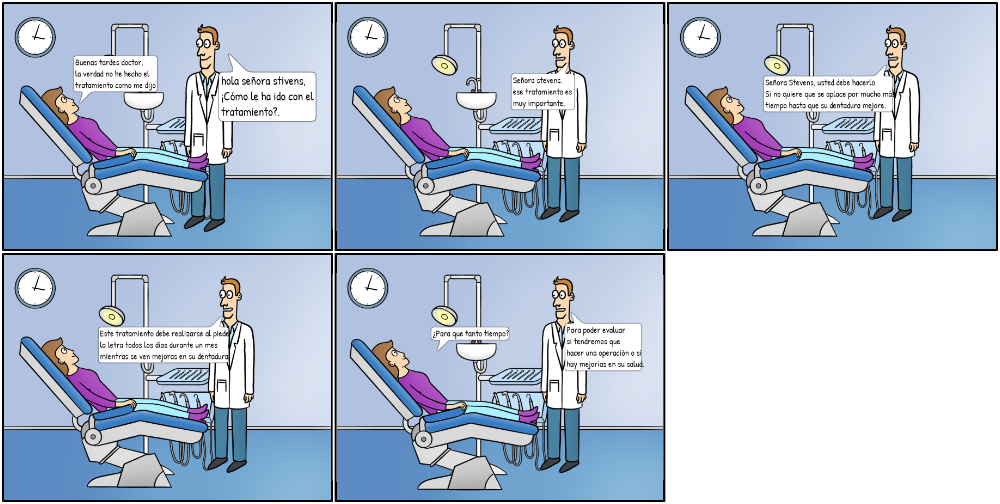 Buenas tardes doctor,
la verdad no he hecho el
tratamiento como me dijo
hola señora stivens,
¡Cómo le ha ido con el
tratamiento?.
Señora stevens,
ese tratamiento es
muy importante.
Señora Stevens, usted debe hacerlo
Si no quiere que se aplace por mucho más
tiempo hasta que su dentadura mejore.
Este tratamiento debe realizarse al piede
la letra todos los días durante un mes
mientras se ven mejoras en su dentadura
¿Para que tanto tiempo?
Para poder evaluar
si tendremos que
hacer una operación o si
hay mejorías en su salud.